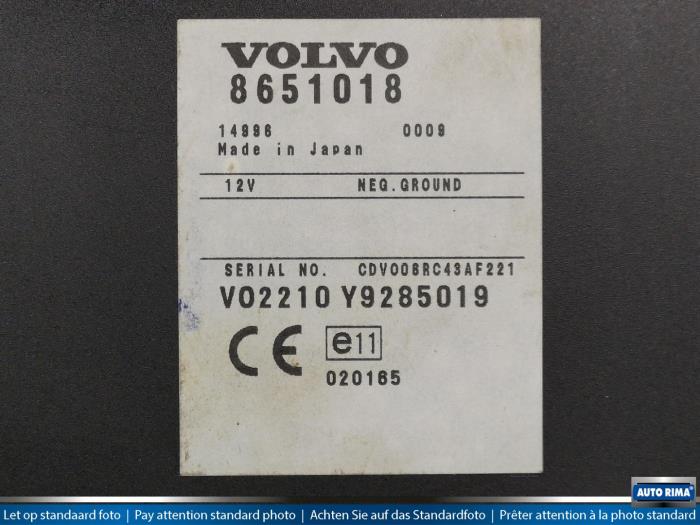 VOLVO
8651018
14996 0009
Made in Japan
12V NEG.GROUND
SERIAL NO. CDV006RC43AF221
VO2210 Y9285019
CE e11
020165
AUTO RIMA
Let op standaard foto | Pay attention standard photo | Achten Sie auf das Standardfoto | Prêter attention à la photo standard